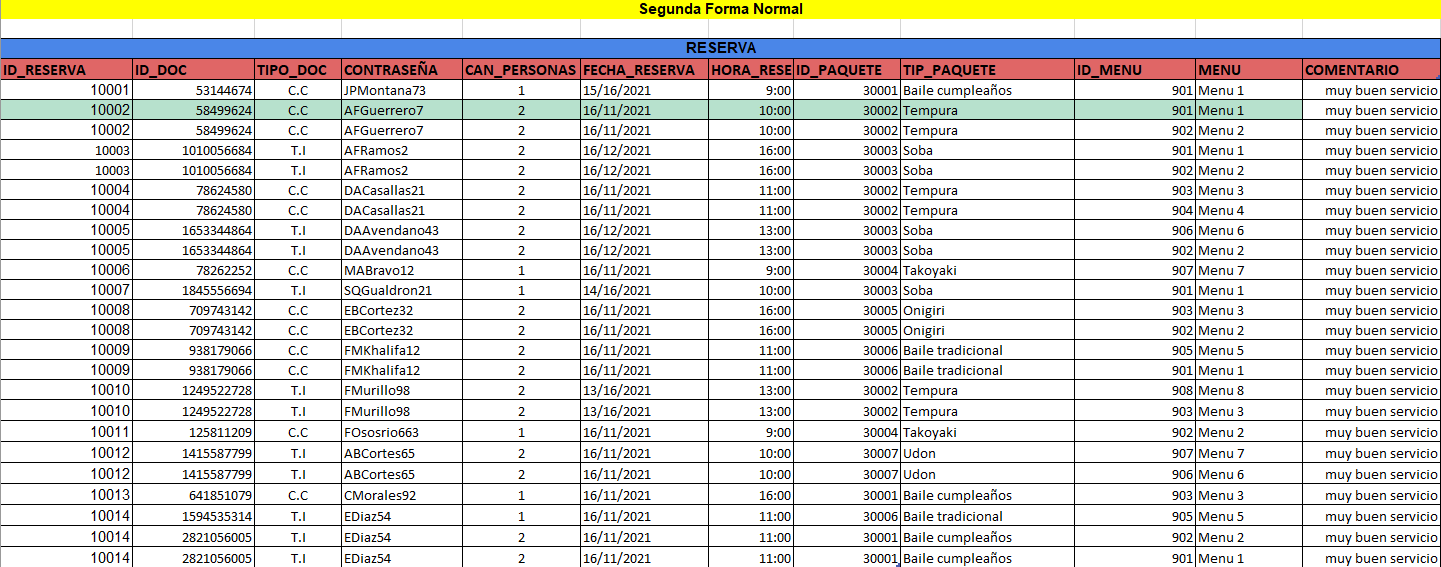 Segunda Forma Normal
RESERVA
ID_RESERVA ID_DOC TIPO_DOC CONTRASEÑA CAN_PERSONAS FECHA_RESERVA HORA_RESE ID_PAQUETE TIP_PAQUETE ID_MENU MENU COMENTARIO
10001 53144674 C.C JPMontana73 1 15/16/2021 9:00 30001 Baile cumpleaños 901 Menu 1 muy buen servicio
10002 58499624 C.C AFGuerrero7 2 16/11/2021 10:00 30002 Tempura 901 Menu 1 muy buen servicio
10002 58499624 C.C AFGuerrero7 2 16/11/2021 10:00 30002 Tempura 902 Menu 2 muy buen servicio
10003 1010056684 T.I AFRamos2 2 16/12/2021 16:00 30003 Soba 901 Menu 1 muy buen servicio
10003 1010056684 T.I AFRamos2 2 16/12/2021 16:00 30003 Soba 902 Menu 2 muy buen servicio
10004 78624580 C.C DACasallas21 2 16/11/2021 11:00 30002 Tempura 903 Menu 3 muy buen servicio
10004 78624580 C.C DACasallas21 2 16/11/2021 11:00 30002 Tempura 904 Menu 4 muy buen servicio
10005 1653344864 T.I DAAvendano43 2 16/12/2021 13:00 30003 Soba 906 Menu 6 muy buen servicio
10005 1653344864 T.I DAAvendano43 2 16/12/2021 13:00 30003 Soba 902 Menu 2 muy buen servicio
10006 78262252 C.C MABravo12 1 16/11/2021 9:00 30004 Takoyaki 907 Menu 7 muy buen servicio
10007 1845556694 T.I SQGualdron21 1 14/16/2021 10:00 30003 Soba 901 Menu 1 muy buen servicio
10008 709743142 C.C EBCortez32 2 16/11/2021 16:00 30005 Onigiri 903 Menu 3 muy buen servicio
10008 709743142 C.C EBCortez32 2 16/11/2021 16:00 30005 Onigiri 902 Menu 2 muy buen servicio
10009 938179066 C.C FMKhalifa12 2 16/11/2021 11:00 30006 Baile tradicional 905 Menu 5 muy buen servicio
10009 938179066 C.C FMKhalifa12 2 16/11/2021 11:00 30006 Baile tradicional 901 Menu 1 muy buen servicio
10010 1249522728 T.I FMurillo98 2 13/16/2021 13:00 30002 Tempura 908 Menu 8 muy buen servicio
10010 1249522728 T.I FMurillo98 2 13/16/2021 13:00 30002 Tempura 903 Menu 3 muy buen servicio
10011 125811209 C.C FOsosrio663 1 16/11/2021 9:00 30004 Takoyaki 902 Menu 2 muy buen servicio
10012 1415587799 T.I ABCortes65 2 16/11/2021 10:00 30007 Udon 907 Menu 7 muy buen servicio
10012 1415587799 T.I ABCortes65 2 16/11/2021 10:00 30007 Udon 906 Menu 6 muy buen servicio
10013 641851079 C.C CMorales92 1 16/11/2021 16:00 30001 Baile cumpleaños 903 Menu 3 muy buen servicio
10014 1594535314 T.I EDiaz54 1 16/11/2021 11:00 30006 Baile tradicional 905 Menu 5 muy buen servicio
10014 2821056005 T.I EDiaz54 2 16/11/2021 11:00 30001 Baile cumpleaños 902 Menu 2 muy buen servicio
10014 2821056005 T.I EDiaz54 2 16/11/2021 11:00 30001 Baile cumpleaños 901 Menu 1 muy buen servicio